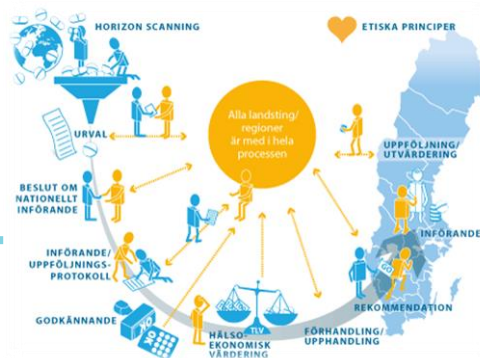 HORIZON SCANNING
ETISKA PRINCIPER
Alla landsting/
regioner
är med i hela
processen
URVAL
UPPFÖLJNING/
UTVÄRDERING
BESLUT OM
NATIONELLT
INFÖRANDE
INFÖRANDE
INFÖRANDE/
UPPFÖLJNINGS-
PROTOKOLL
REKOMMENDATION
GODKÄNNANDE
TLV
HÄLSO-
EKONOMISK
VÄRDERING
FÖRHANDLING/
UPPHANDLING